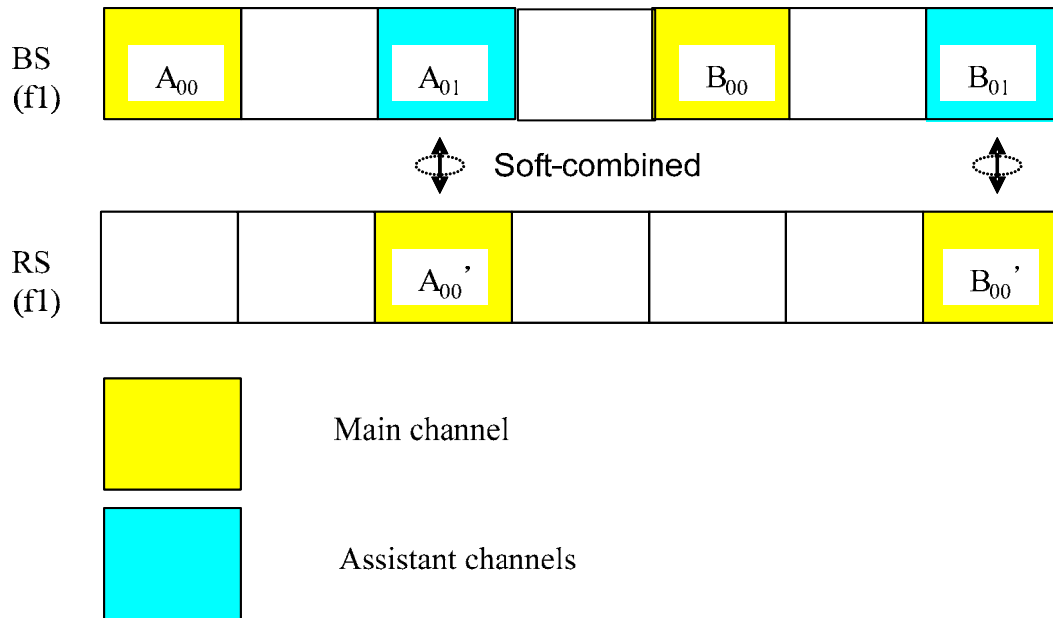 BS
(f1)
A₀₀
A₀₁
B₀₀
B₀₁
Soft-combined
RS
(f1)
A₀₀’
B₀₀’
Main channel
Assistant channels